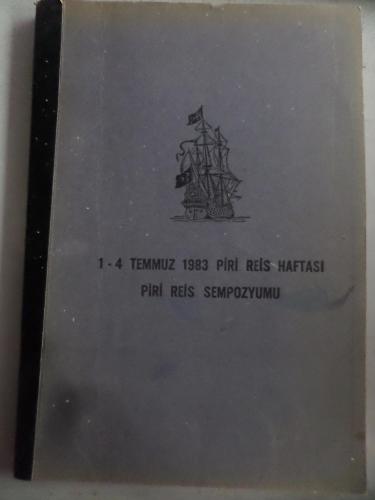 1 - 4 TEMMUZ 1983 PİRİ REİS HAFTASI
PİRİ REİS SEMPOZYUMU